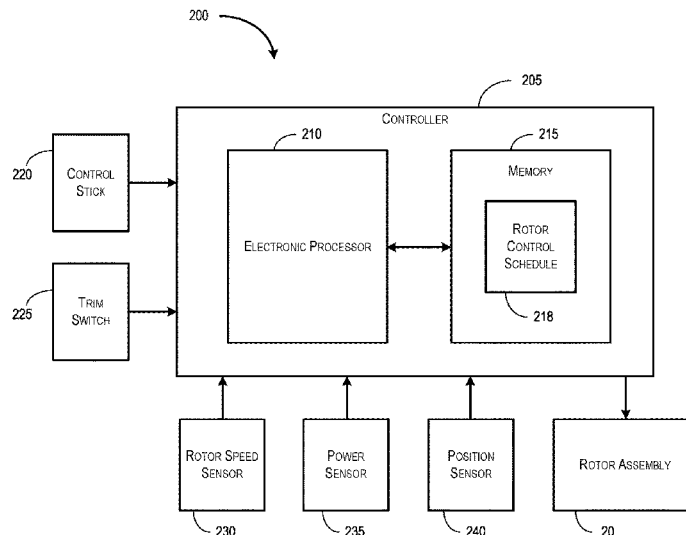 200
205
CONTROLLER
210
215
220
CONTROL
STICK
MEMORY
ELECTRONIC PROCESSOR
ROTOR
CONTROL
SCHEDULE
218
225
TRIM
SWITCH
ROTOR SPEED
SENSOR
POWER
SENSOR
POSITION
SENSOR
ROTOR ASSEMBLY
230
235
240
20